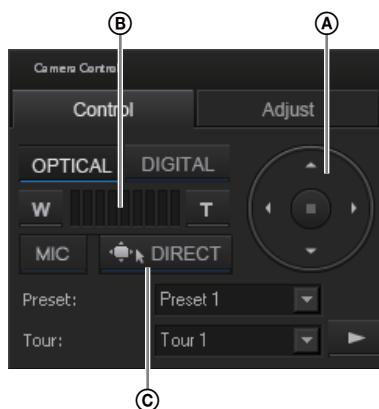 B A
Camera Control
Control Adjust
OPTICAL DIGITAL
W T
MIC DIRECT
Preset: Preset 1
Tour: Tour 1
C